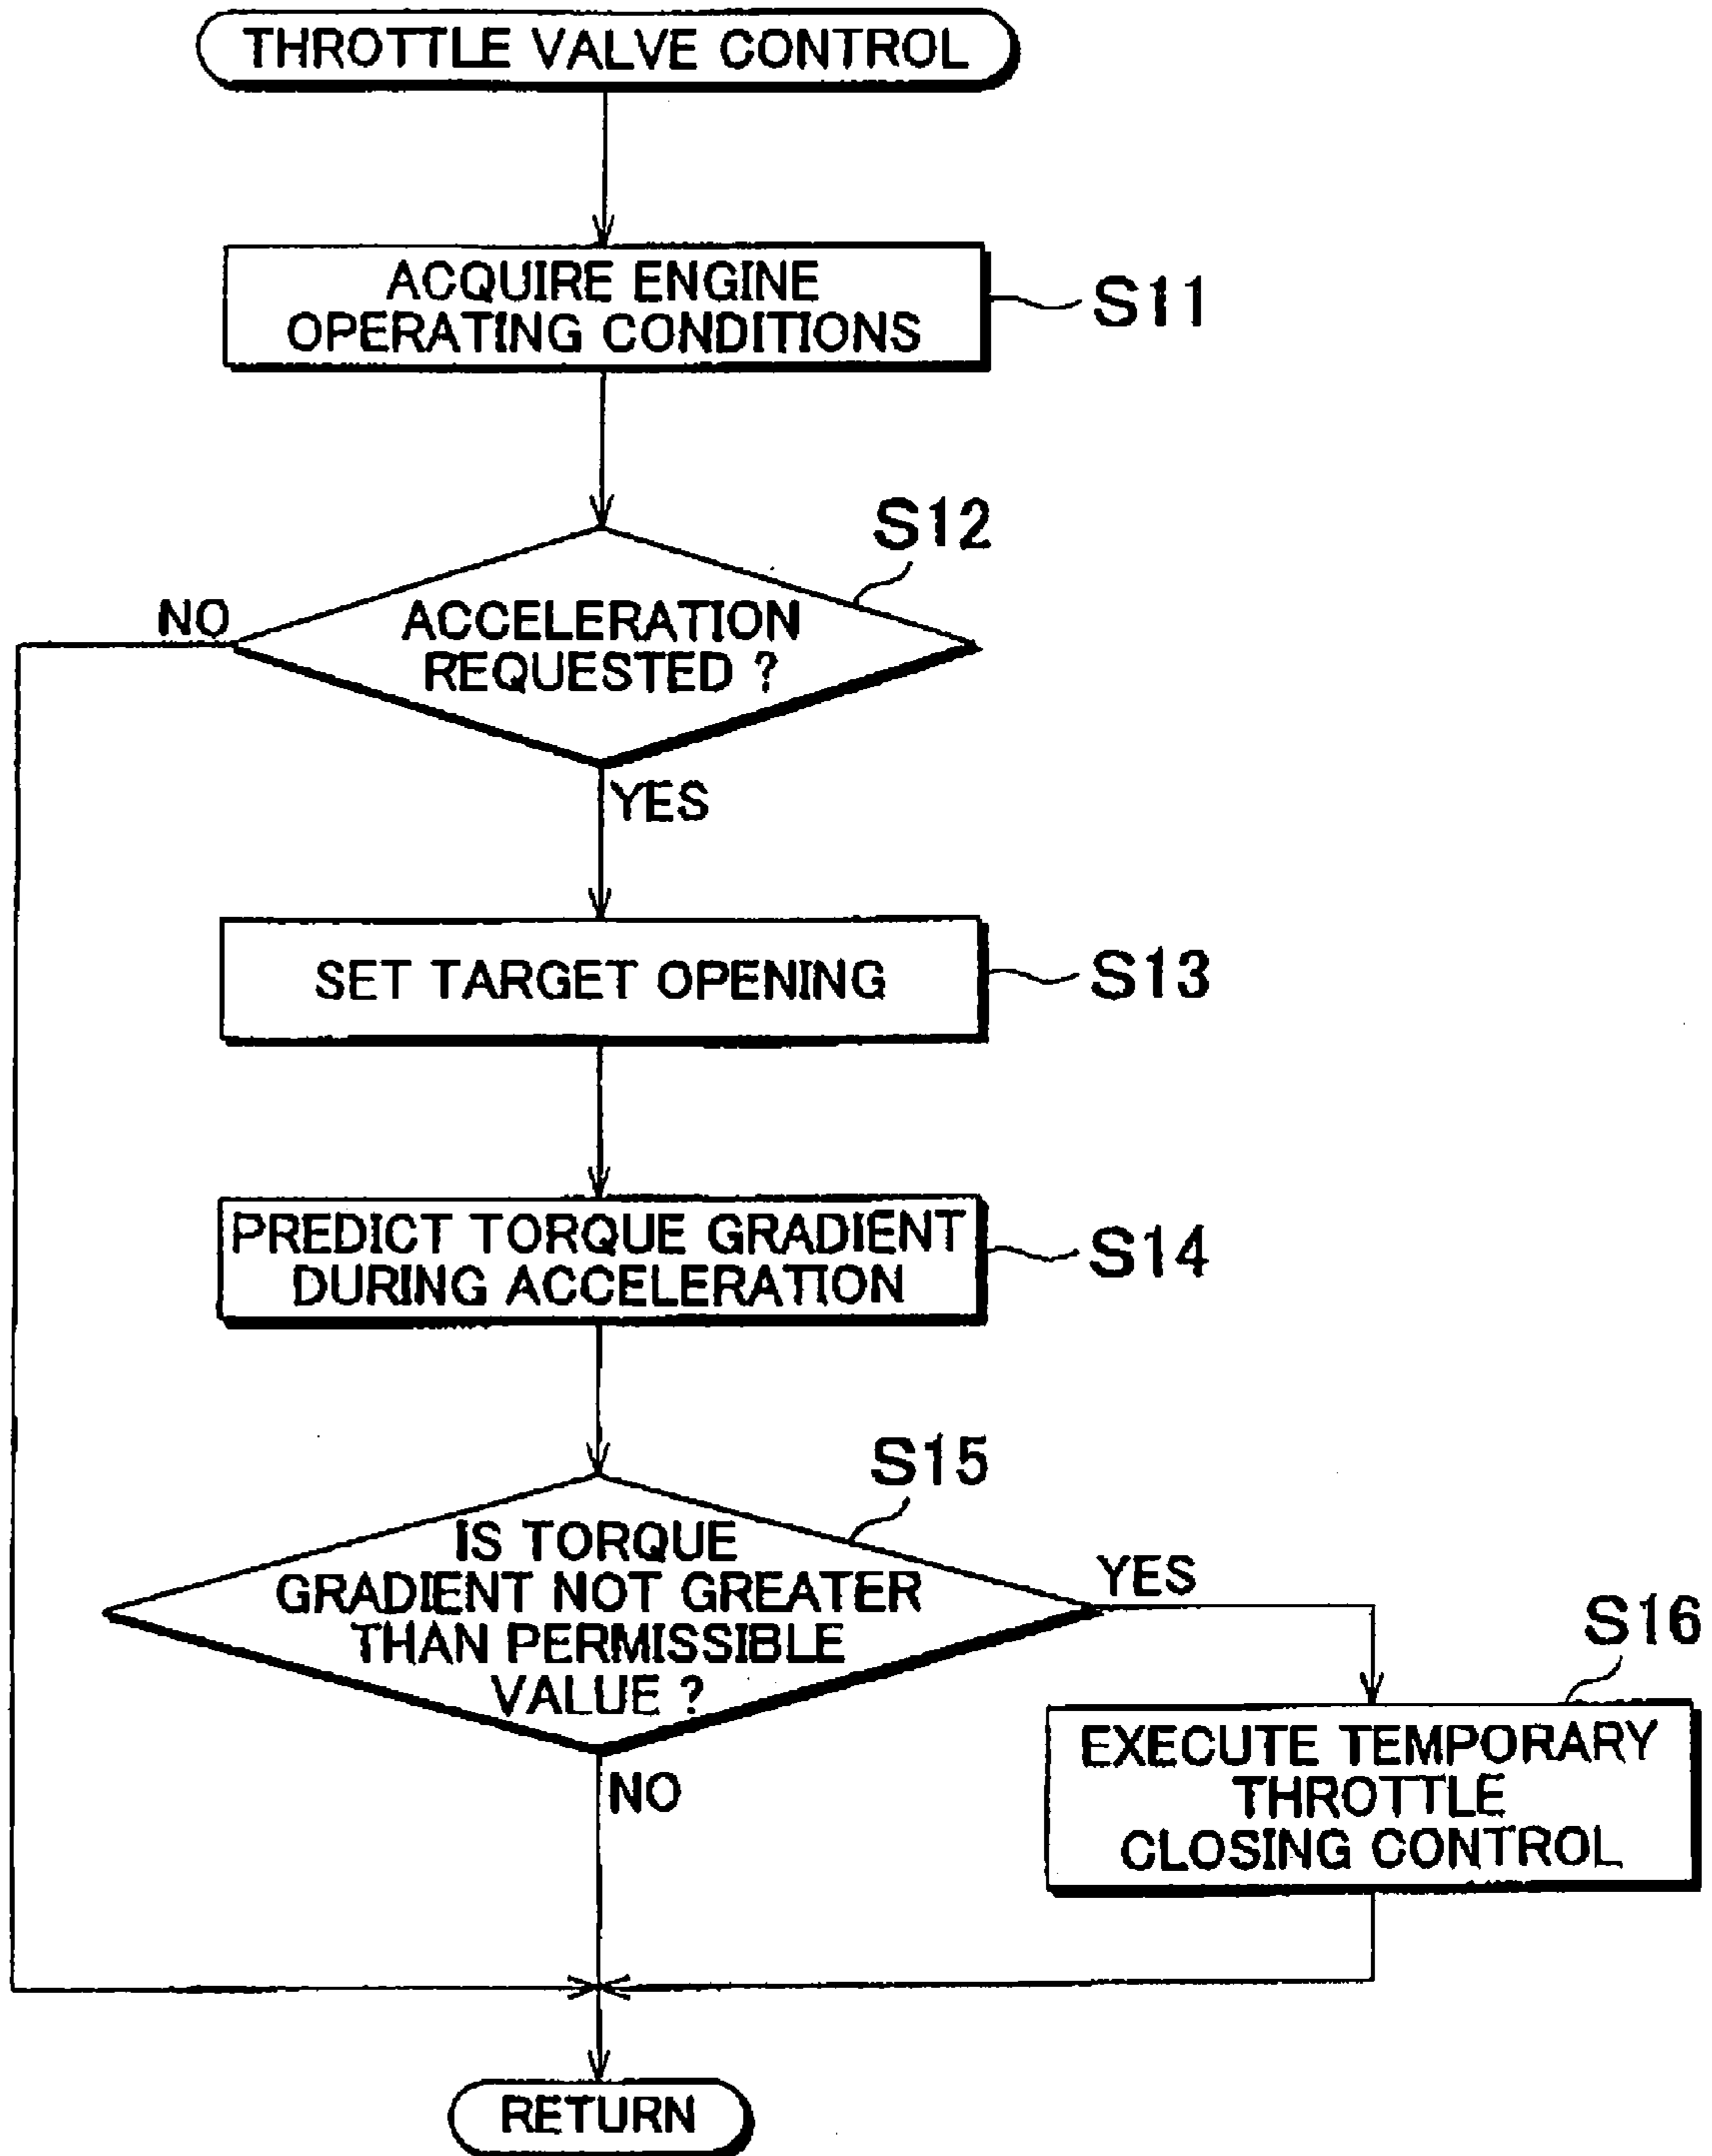 THROTTLE VALVE CONTROL
ACQUIRE ENGINE
OPERATING CONDITIONS
S11
S12
NO
ACCELERATION
REQUESTED ?
YES
SET TARGET OPENING
S13
PREDICT TORQUE GRADIENT
DURING ACCELERATION
S14
S15
IS TORQUE
GRADIENT NOT GREATER
THAN PERMISSIBLE
VALUE ?
YES
S16
NO
EXECUTE TEMPORARY
THROTTLE
CLOSING CONTROL
RETURN